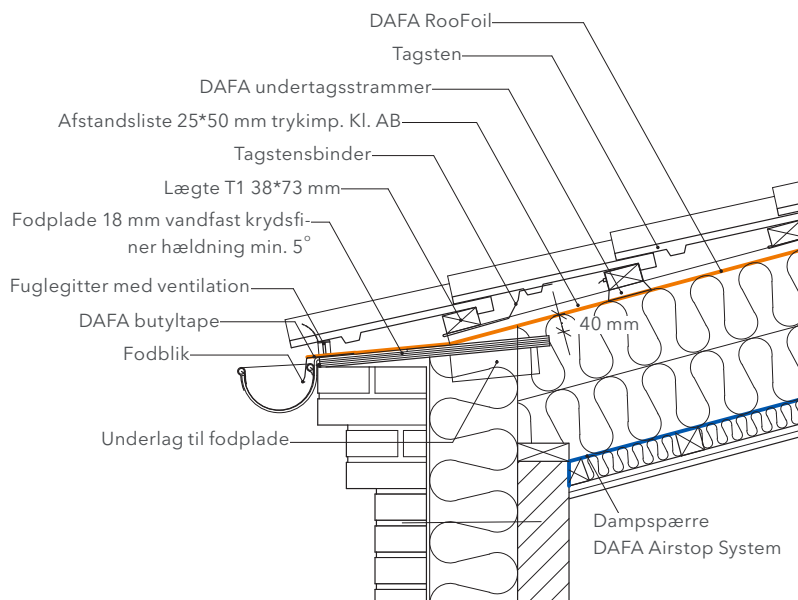 DAFA RooFoil
Tagsten
DAFA undertagsstrammer
Afstandsliste 25*50 mm trykimp. Kl. AB
Tagstensbinder
Lægte T1 38*73 mm
Fodplade 18 mm vandfast krydsfi-
ner hældning min. 5°
Fuglegitter med ventilation
DAFA butyltape
40 mm
Fodblik
Underlag til fodplade
Dampspærre
DAFA Airstop System